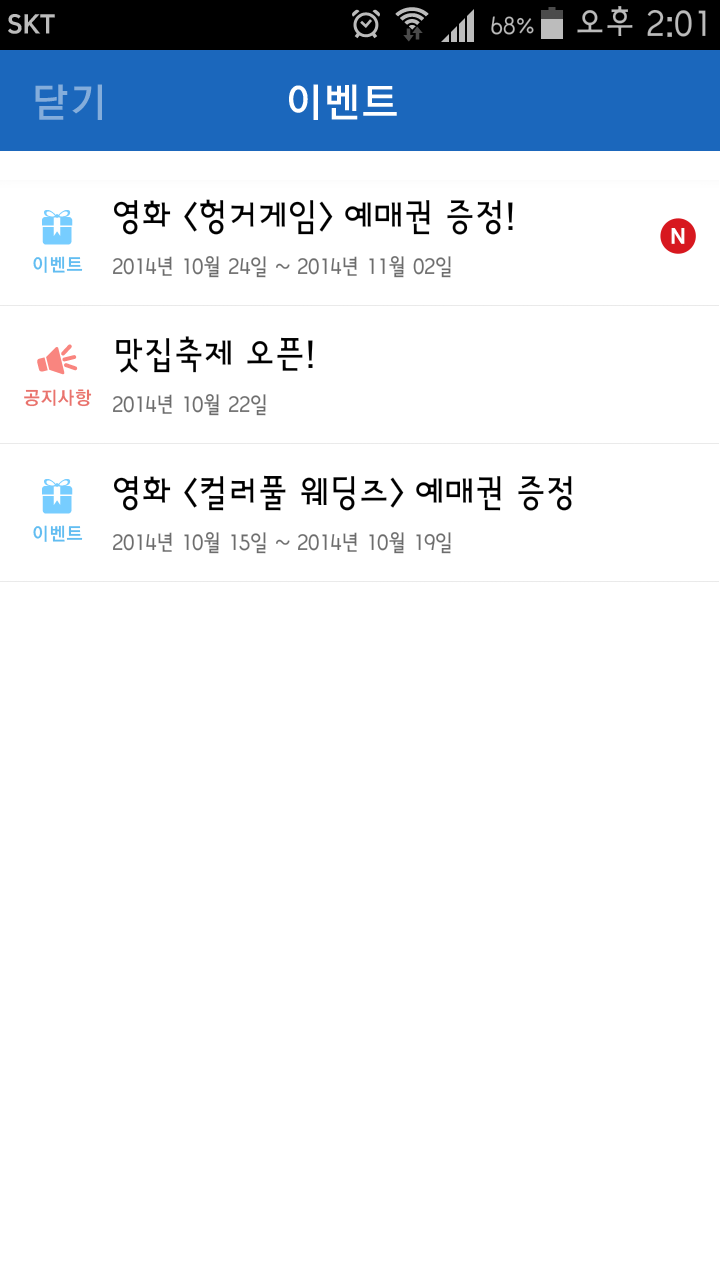 SKT 68% 오후 2:01
닫기 이벤트
영화 〈헝거게임〉 예매권 증정!
N
이벤트 2014년 10월 24일 ~ 2014년 11월 02일
맛집축제 오픈!
공지사항 2014년 10월 22일
영화 〈컬러풀 웨딩즈〉 예매권 증정
이벤트 2014년 10월 15일 ~ 2014년 10월 19일